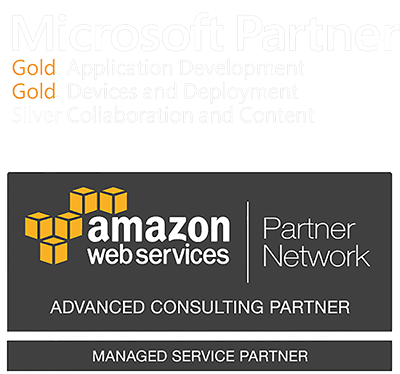 Microsoft Partner
Gold Application Development
Gold Devices and Deployment
Silver Collaboration and Content
amazon
web services
Partner
Network
ADVANCED CONSULTING PARTNER
MANAGED SERVICE PARTNER